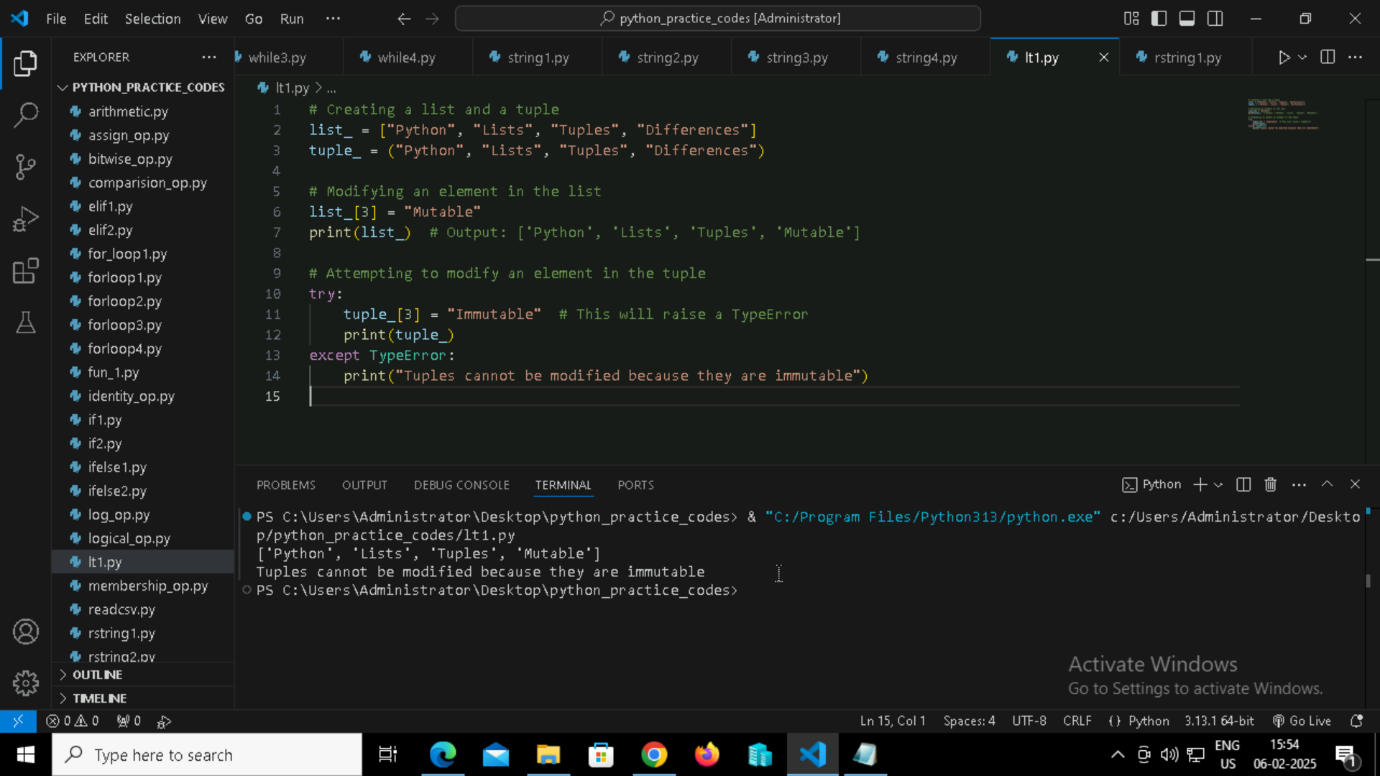 File Edit Selection View Go Run ···
python_practice_codes [Administrator]
EXPLORER ···
PYTHON_PRACTICE_CODES
arithmetic.py
assign_op.py
bitwise_op.py
comparision_op.py
elif1.py
elif2.py
for_loop1.py
forloop1.py
forloop2.py
forloop3.py
forloop4.py
fun_1.py
identity_op.py
if1.py
if2.py
ifelse1.py
ifelse2.py
log_op.py
logical_op.py
lt1.py
membership_op.py
readcsv.py
rstring1.py
rstring2.py
OUTLINE
TIMELINE
while3.py while4.py string1.py string2.py string3.py string4.py lt1.py rstring1.py
lt1.py > ...
1 # Creating a list and a tuple
2 list_ = ["Python", "Lists", "Tuples", "Differences"]
3 tuple_ = ("Python", "Lists", "Tuples", "Differences")
4
5 # Modifying an element in the list
6 list_[3] = "Mutable"
7 print(list_)  # Output: ['Python', 'Lists', 'Tuples', 'Mutable']
8
9 # Attempting to modify an element in the tuple
10 try:
11     tuple_[3] = "Immutable"  # This will raise a TypeError
12     print(tuple_)
13 except TypeError:
14     print("Tuples cannot be modified because they are immutable")
15
PROBLEMS OUTPUT DEBUG CONSOLE TERMINAL PORTS
Python
PS C:\Users\Administrator\Desktop\python_practice_codes> & "C:/Program Files/Python313/python.exe" c:/Users/Administrator/Deskto
p/python_practice_codes/lt1.py
['Python', 'Lists', 'Tuples', 'Mutable']
Tuples cannot be modified because they are immutable
PS C:\Users\Administrator\Desktop\python_practice_codes>
Activate Windows
Go to Settings to activate Windows.
0 0 0 Ln 15, Col 1 Spaces: 4 UTF-8 CRLF {} Python 3.13.1 64-bit Go Live
Type here to search
ENG
US
15:54
06-02-2025
1